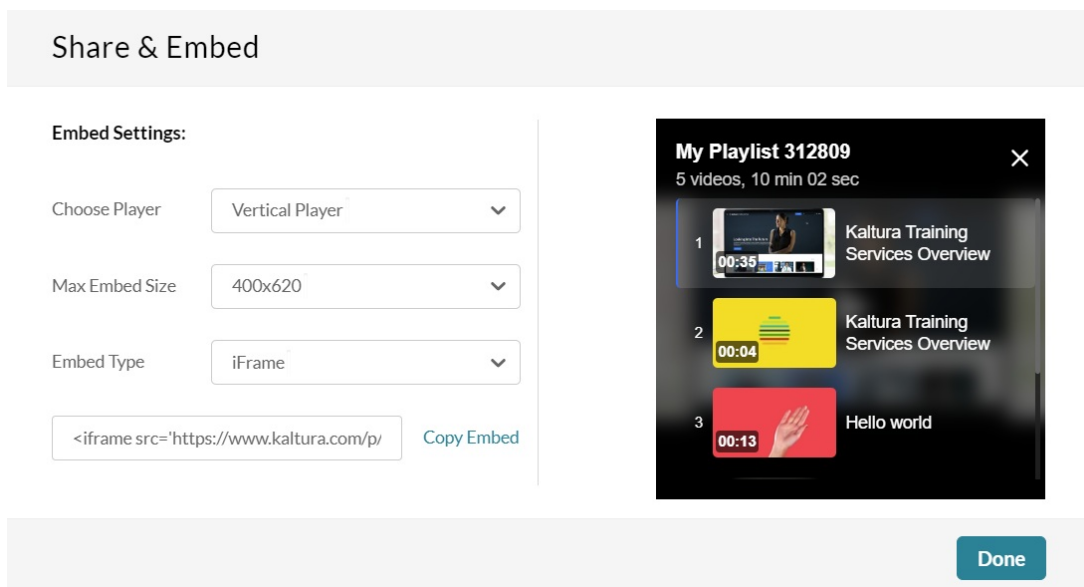 Share & Embed
Embed Settings:
Choose Player
Vertical Player
Max Embed Size
400x620
Embed Type
iFrame
<iframe src='https://www.kaltura.com/p/
Copy Embed
My Playlist 312809
5 videos, 10 min 02 sec
1
00:35
Kaltura Training
Services Overview
2
00:04
Kaltura Training
Services Overview
3
00:13
Hello world
Done